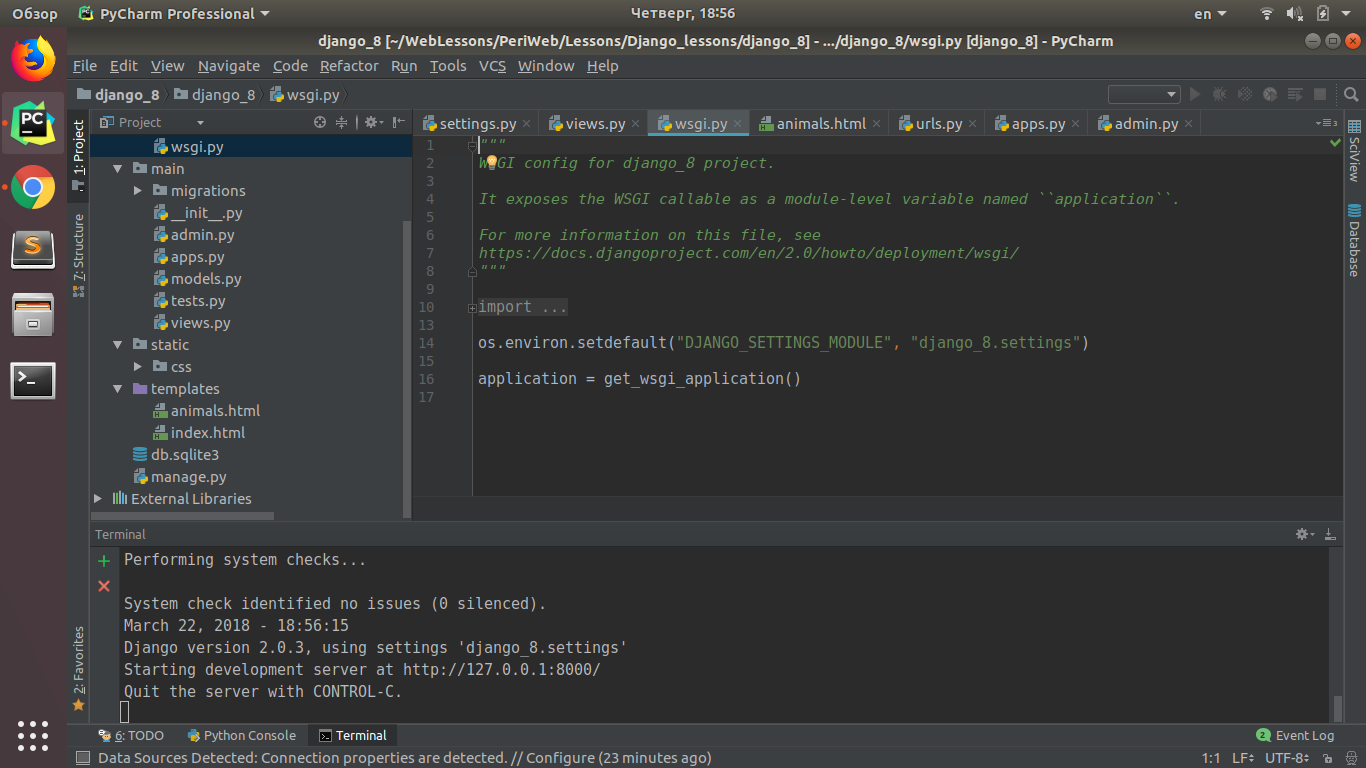 Обзор PyCharm Professional Четверг, 18:56 en
django_8 [~/WebLessons/PeriWeb/Lessons/Django_lessons/django_8] - .../django_8/wsgi.py [django_8] - PyCharm
File Edit View Navigate Code Refactor Run Tools VCS Window Help
django_8 django_8 wsgi.py
1: Project
7: Structure
2: Favorites
Project
wsgi.py
main
migrations
__init__.py
admin.py
apps.py
models.py
tests.py
views.py
static
css
templates
animals.html
index.html
db.sqlite3
manage.py
External Libraries
settings.py views.py wsgi.py animals.html urls.py apps.py admin.py
1 """
2 WSGI config for django_8 project.
3
4 It exposes the WSGI callable as a module-level variable named ``application``.
5
6 For more information on this file, see
7 https://docs.djangoproject.com/en/2.0/howto/deployment/wsgi/
8 """
9
10 import ...
13
14 os.environ.setdefault("DJANGO_SETTINGS_MODULE", "django_8.settings")
15
16 application = get_wsgi_application()
17
SciView
Database
Terminal
Performing system checks...
System check identified no issues (0 silenced).
March 22, 2018 - 18:56:15
Django version 2.0.3, using settings 'django_8.settings'
Starting development server at http://127.0.0.1:8000/
Quit the server with CONTROL-C.
6: TODO Python Console Terminal 2 Event Log
Data Sources Detected: Connection properties are detected. // Configure (23 minutes ago) 1:1 LF UTF-8